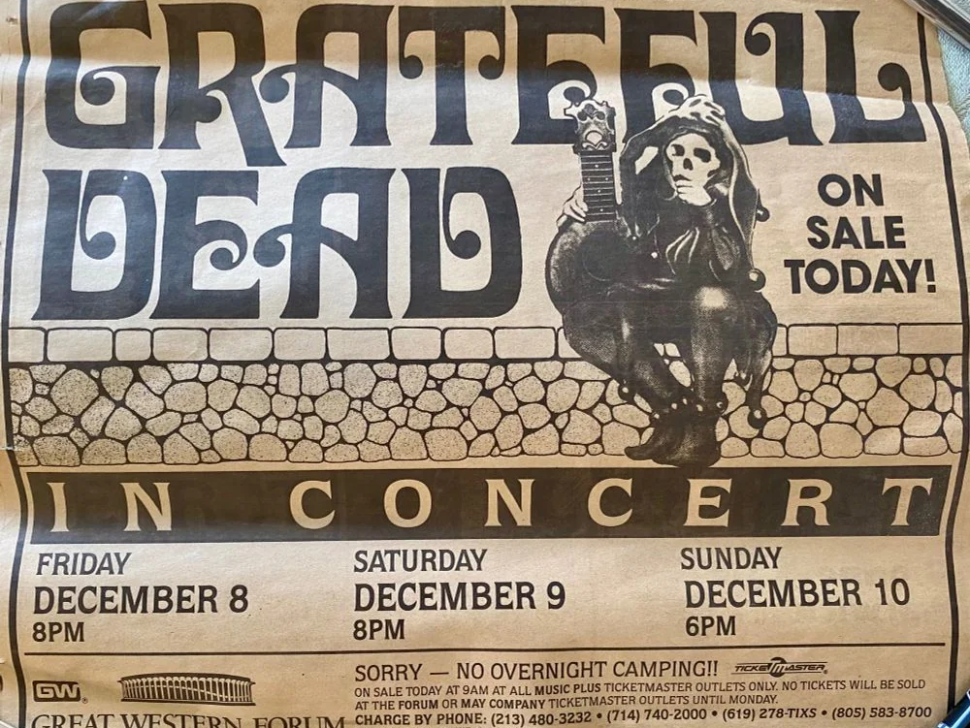 GRATEFUL
DEAD
ON
SALE
TODAY!
IN CONCERT
FRIDAY
DECEMBER 8
8PM
SATURDAY
DECEMBER 9
8PM
SUNDAY
DECEMBER 10
6PM
GW
GREAT WESTERN FORUM
SORRY — NO OVERNIGHT CAMPING!! TICKETMASTER
ON SALE TODAY AT 9AM AT ALL MUSIC PLUS TICKETMASTER OUTLETS ONLY. NO TICKETS WILL BE SOLD
AT THE FORUM OR MAY COMPANY TICKETMASTER OUTLETS UNTIL MONDAY.
CHARGE BY PHONE: (213) 480-3232 • (714) 740-2000 • (619) 278-TIXS • (805) 583-8700